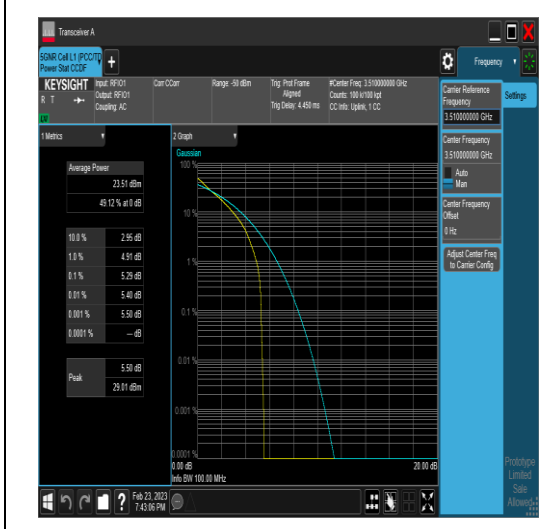 Transceiver A
5GNR Cell L1 (PCC/T)
Power Stat CCDF
Frequency
KEYSIGHT
R T
LV
Input: RFIO1
Output: RFIO1
Coupling: AC
Corr CCorr
Range: -50 dBm
Trig: Prot Frame
Aligned
Trig Delay: 4.450 ms
#Center Freq: 3.510000000 GHz
Counts: 100 k/100 kpt
CC Info: Uplink, 1 CC
1 Metrics
Average Power
23.51 dBm
49.12 % at 0 dB
10.0 % 2.95 dB
1.0 % 4.91 dB
0.1 % 5.29 dB
0.01 % 5.40 dB
0.001 % 5.50 dB
0.0001 % --- dB
Peak
5.50 dB
29.01 dBm
2 Graph
Gaussian
100 %
10 %
1 %
0.1 %
0.01 %
0.001 %
0.0001 %
0.00 dB 20.00 dB
Info BW 100.00 MHz
Carrier Reference
Frequency
3.510000000 GHz
Center Frequency
3.510000000 GHz
Auto
Man
Center Frequency
Offset
0 Hz
Adjust Center Freq
to Carrier Config
Settings
Prototype
Limited
Sale
Allowed
?
Feb 23, 2023
7:43:06 PM